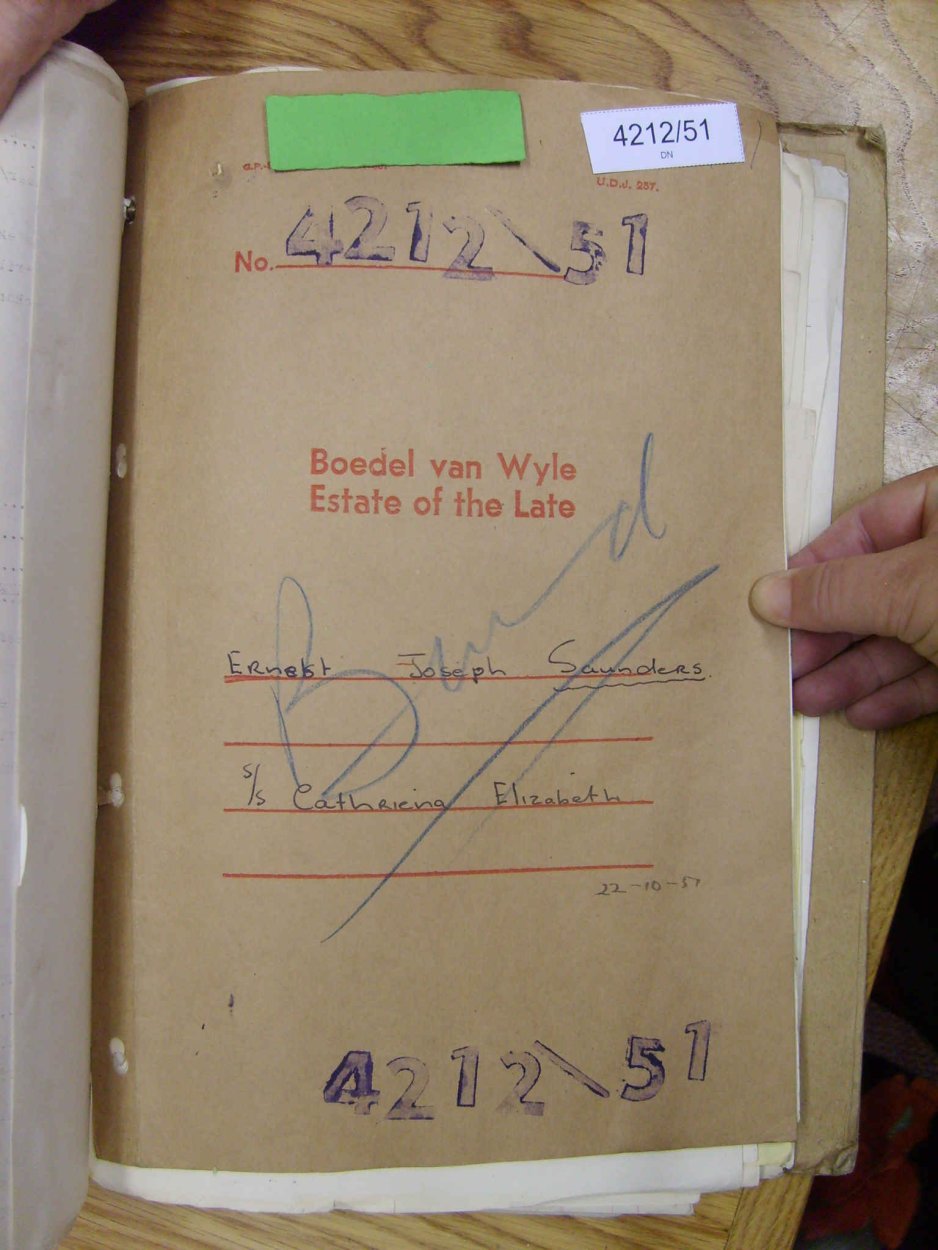 4212/51
DN
U.D.J. 257.
No. 4212\51
Boedel van Wyle
Estate of the Late
Ernest Joseph Saunders
s/s Cathriena Elizabeth
22-10-51
4212\51